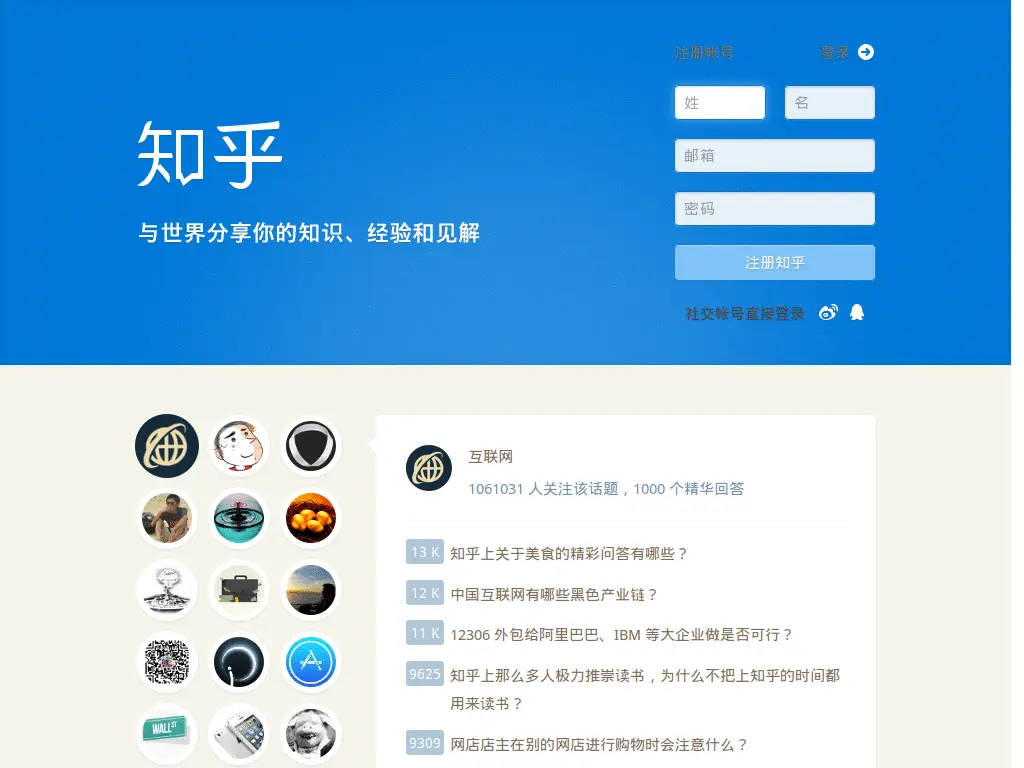 注册帐号
登录
知乎
与世界分享你的知识、经验和见解
姓
名
邮箱
密码
注册知乎
社交帐号直接登录
互联网
1061031 人关注该话题，1000 个精华回答
13 K 知乎上关于美食的精彩问答有哪些？
12 K 中国互联网有哪些黑色产业链？
11 K 12306 外包给阿里巴巴、IBM 等大企业做是否可行？
9625 知乎上那么多人极力推崇读书，为什么不把上知乎的时间都
用来读书？
9309 网店店主在别的网店进行购物时会注意什么？
WALL ST